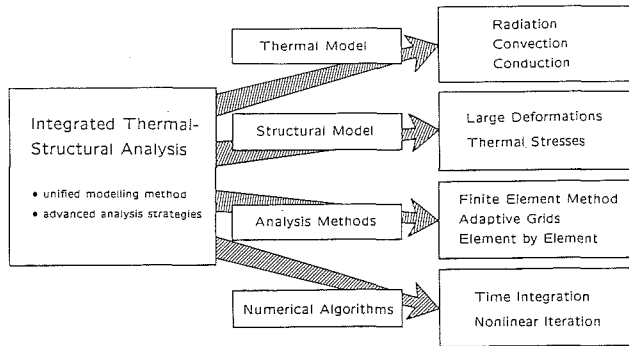 Integrated Thermal-
Structural Analysis
• unified modelling method
• advanced analysis strategies
Thermal Model
Radiation
Convection
Conduction
Structural Model
Large Deformations
Thermal Stresses
Analysis Methods
Finite Element Method
Adaptive Grids
Element by Element
Numerical Algorithms
Time Integration
Nonlinear Iteration